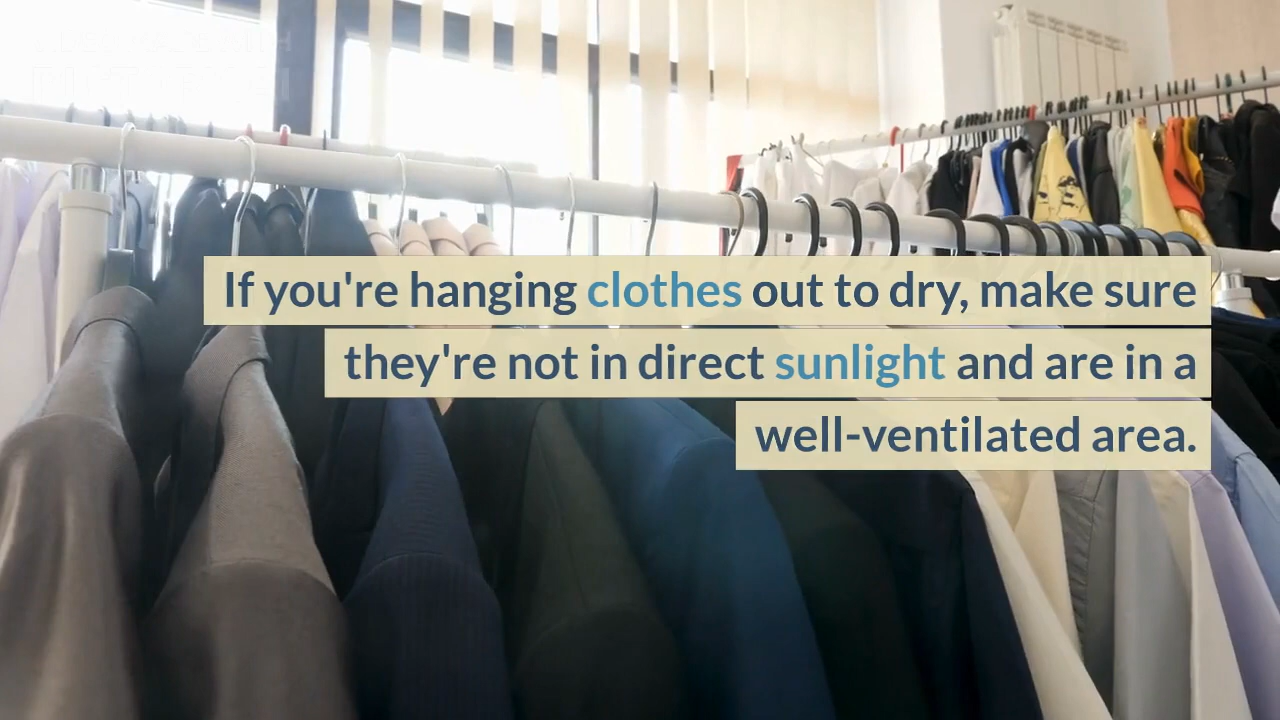 If you're hanging clothes out to dry, make sure
they're not in direct sunlight and are in a
well-ventilated area.